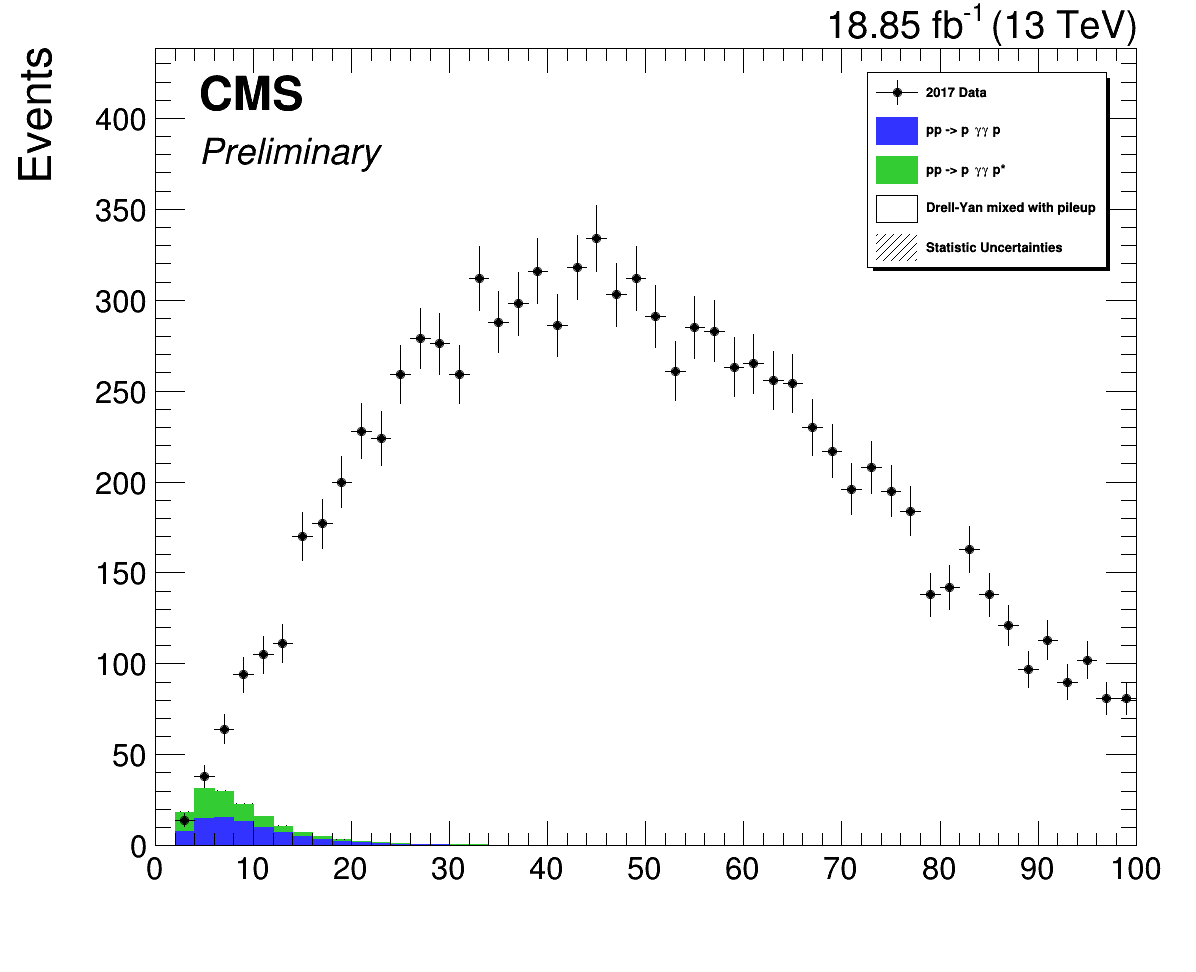 18.85 fb⁻¹ (13 TeV)
Events
CMS
Preliminary
2017 Data
pp -> p γγ p
pp -> p γγ p*
Drell-Yan mixed with pileup
Statistic Uncertainties
400
350
300
250
200
150
100
50
0
0 10 20 30 40 50 60 70 80 90 100